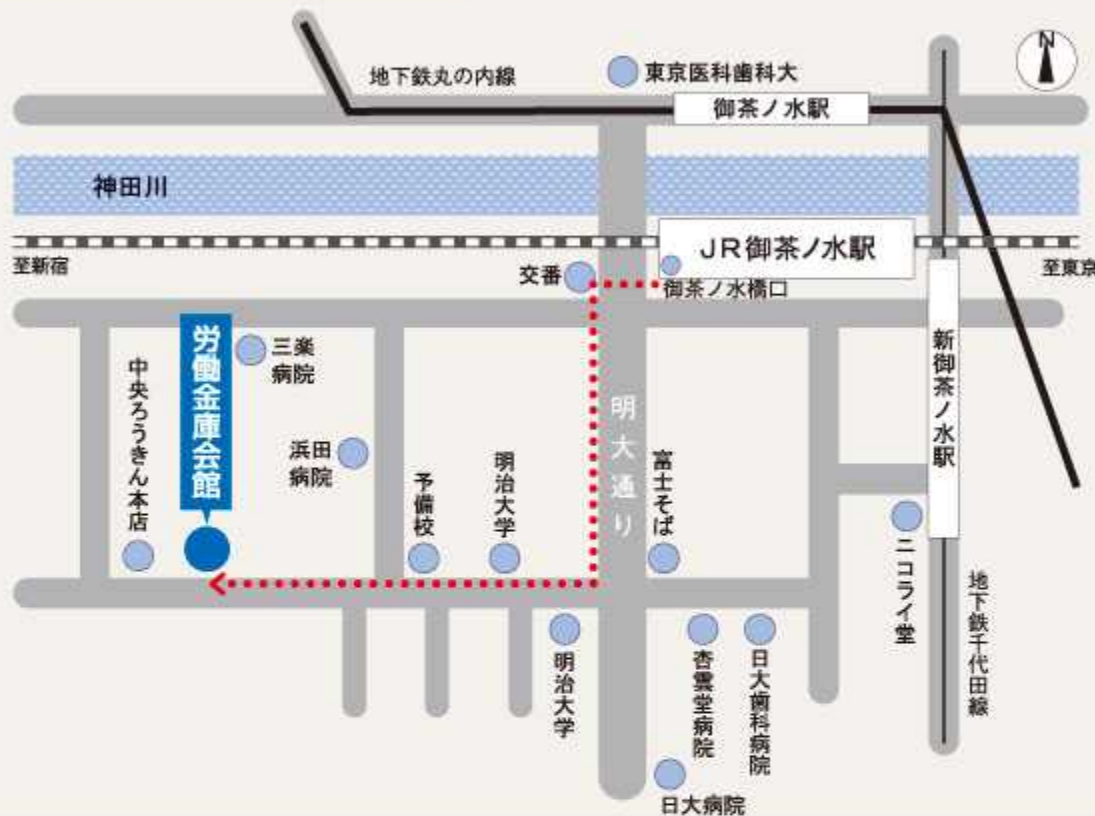 N
地下鉄丸の内線
東京医科歯科大
御茶ノ水駅
神田川
JR御茶ノ水駅
至新宿
至東京
交番
御茶ノ水橋口
労働金庫会館
三楽
病院
中央ろうきん本店
浜田
病院
予備校
明治大学
明大通り
富士そば
新御茶ノ水駅
ニコライ堂
地下鉄千代田線
明治大学
杏雲堂病院
日大歯科病院
日大病院